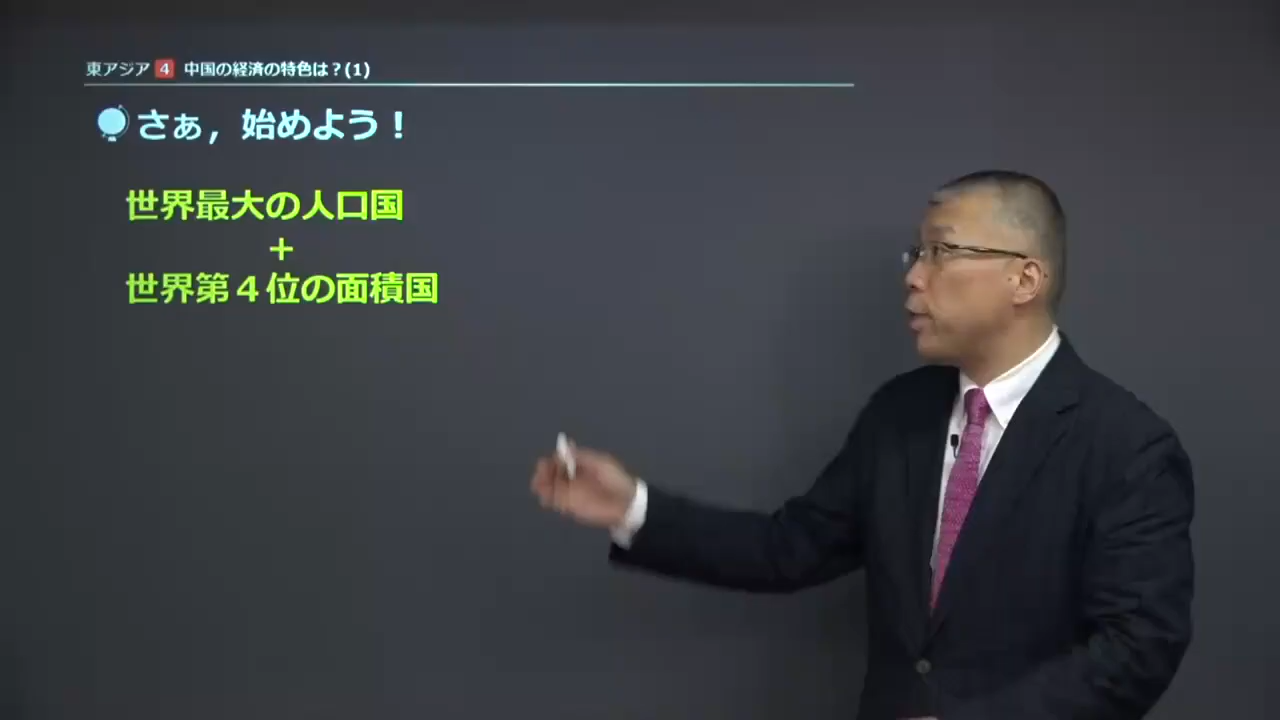 東アジア 4 中国の経済の特色は？(1)
さぁ，始めよう！
世界最大の人口国
＋
世界第４位の面積国